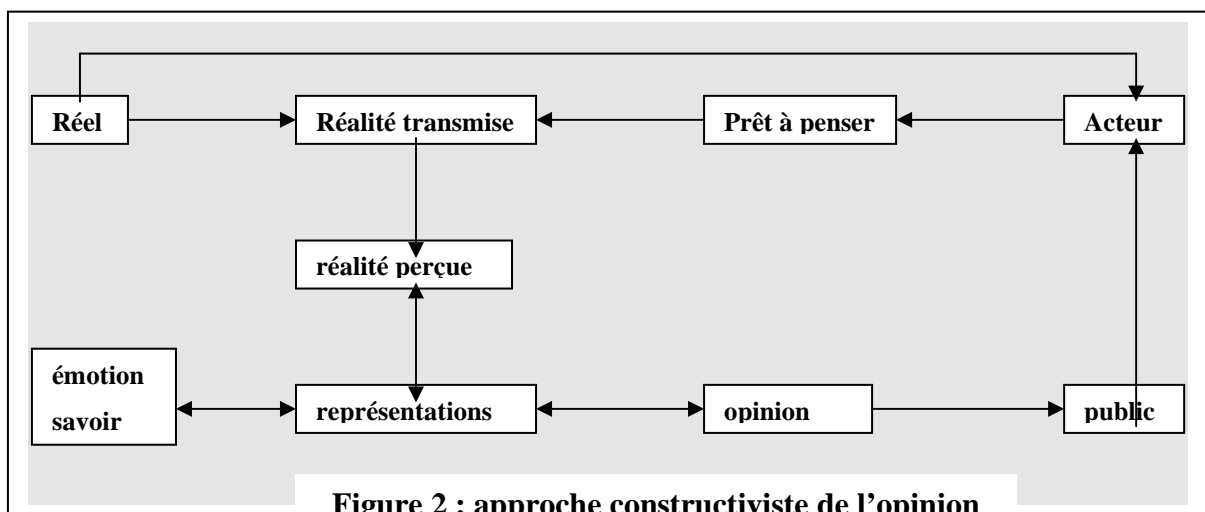 Réel
Réalité transmise
Prêt à penser
Acteur
réalité perçue
émotion
savoir
représentations
opinion
public
Figure 2 : approche constructiviste de l’opinion